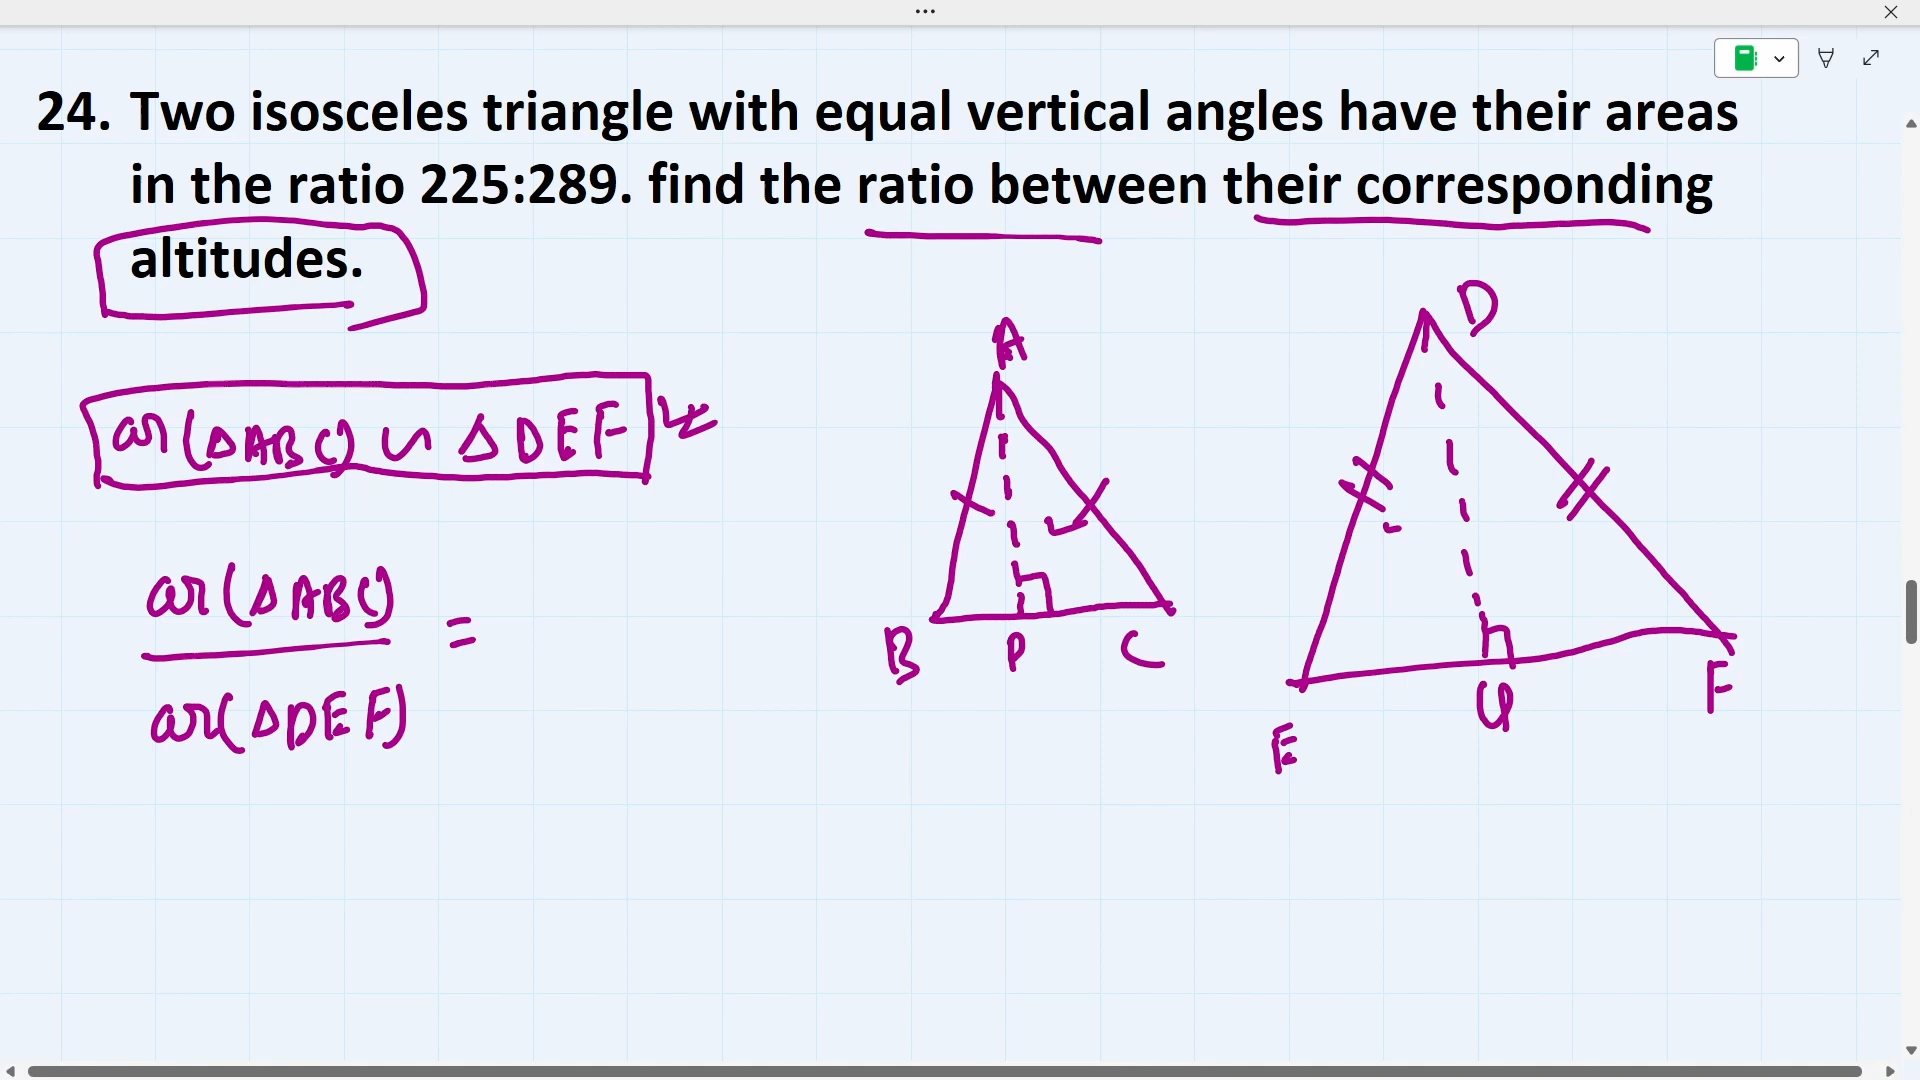 24. Two isosceles triangle with equal vertical angles have their areas
in the ratio 225:289. find the ratio between their corresponding
altitudes.
ar(ΔABC) ∽ ΔDEF
ar(ΔABC)
=
ar(ΔDEF)
A
B
P
C
D
E
Q
F